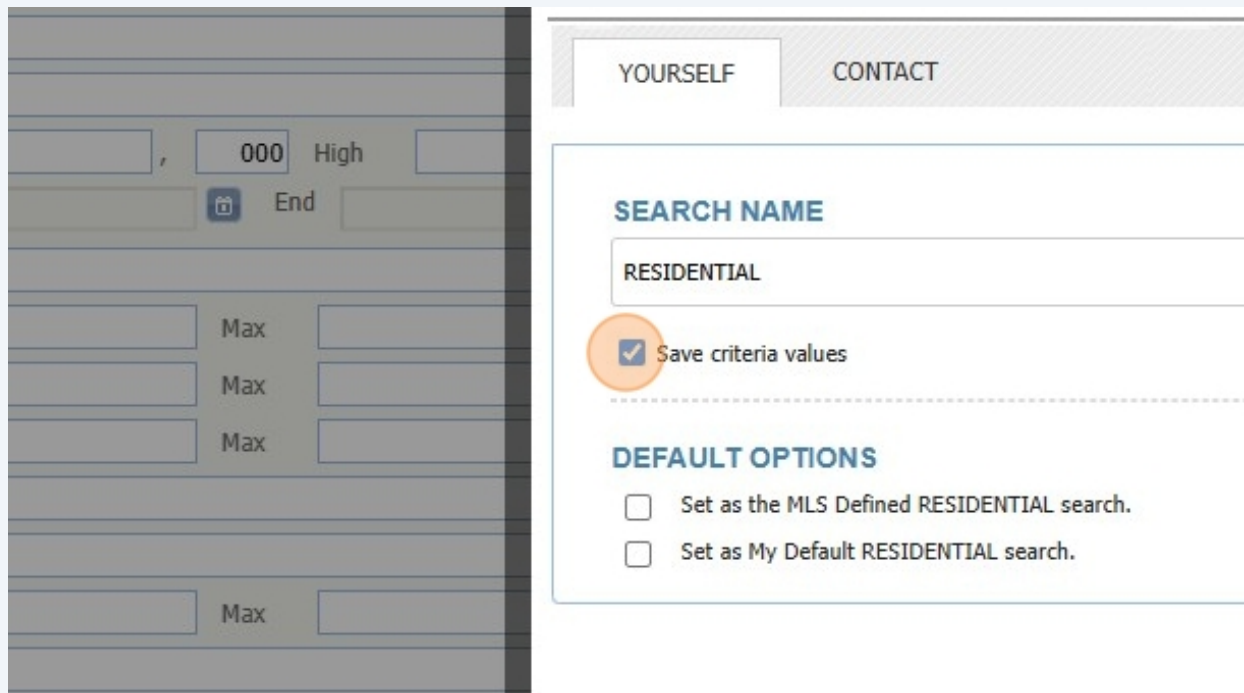 YOURSELF CONTACT
, 000 High
End
SEARCH NAME
RESIDENTIAL
Max
Save criteria values
Max
Max
DEFAULT OPTIONS
Set as the MLS Defined RESIDENTIAL search.
Set as My Default RESIDENTIAL search.
Max